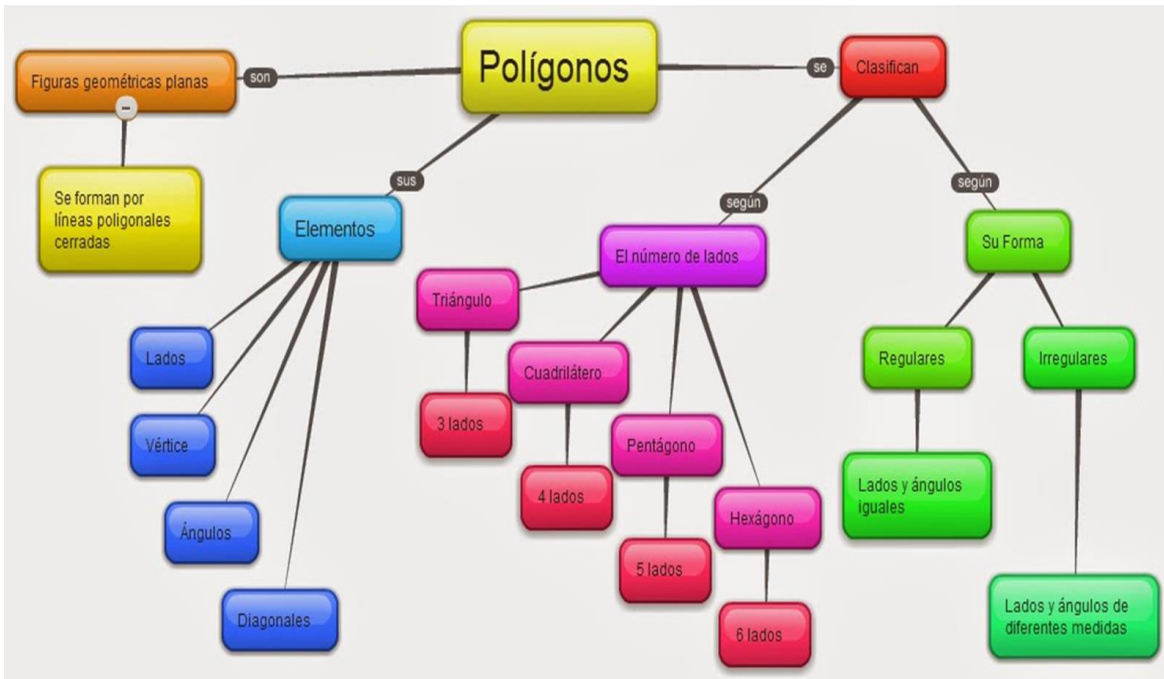 Polígonos
son
Figuras geométricas planas
Se forman por
líneas poligonales
cerradas
sus
Elementos
Lados
Vértice
Ángulos
Diagonales
se
Clasifican
según
El número de lados
Triángulo
3 lados
Cuadrilátero
4 lados
Pentágono
5 lados
Hexágono
6 lados
según
Su Forma
Regulares
Lados y ángulos
iguales
Irregulares
Lados y ángulos de
diferentes medidas